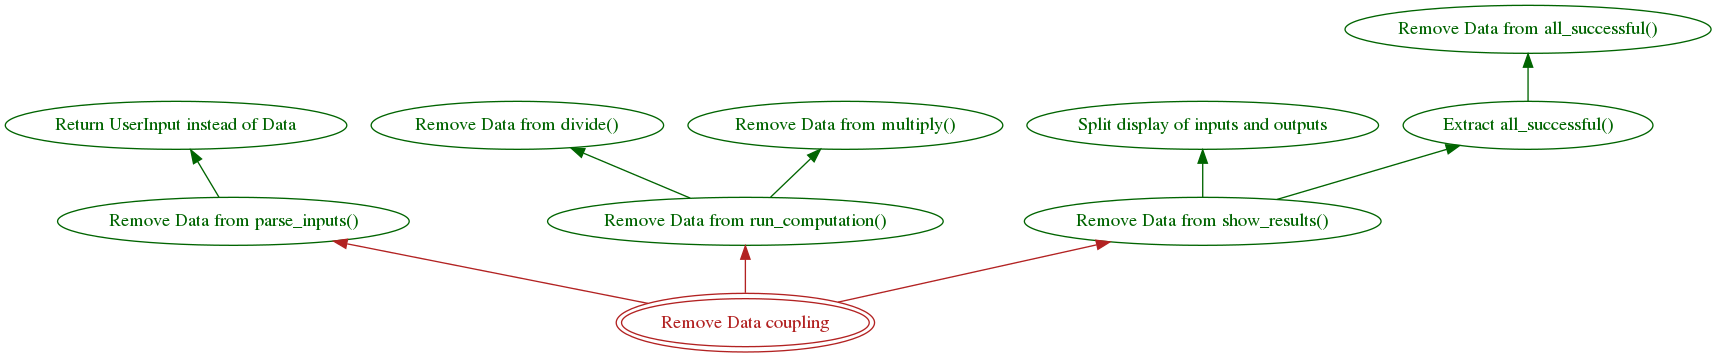 Remove Data from all_successful()
Return UserInput instead of Data
Remove Data from divide()
Remove Data from multiply()
Split display of inputs and outputs
Extract all_successful()
Remove Data from parse_inputs()
Remove Data from run_computation()
Remove Data from show_results()
Remove Data coupling